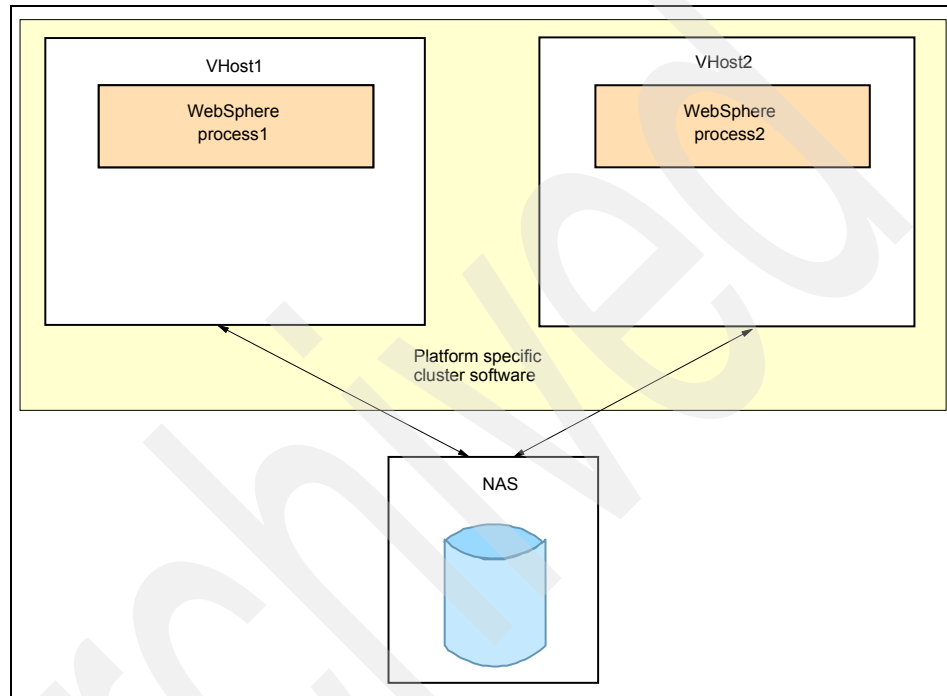 VHost1
WebSphere
process1
VHost2
WebSphere
process2
Platform specific
cluster software
NAS